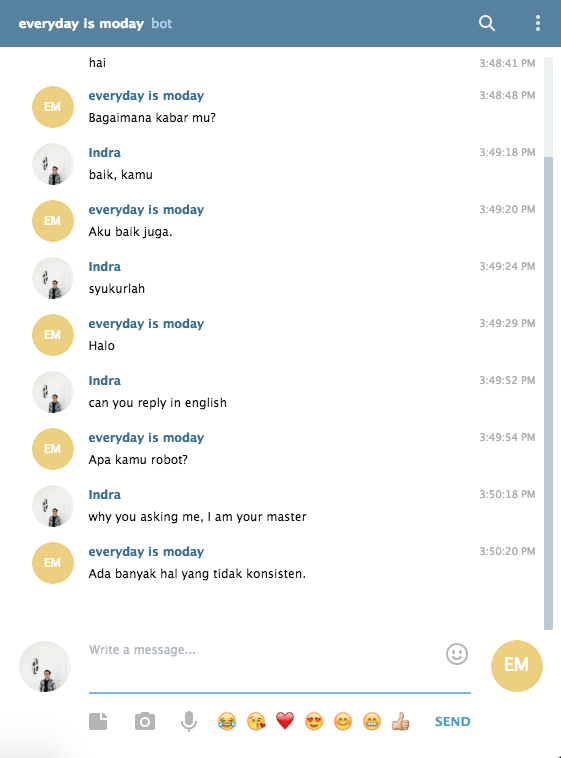 everyday is moday bot
hai 3:48:41 PM
EM everyday is moday 3:48:48 PM
Bagaimana kabar mu?
Indra 3:49:18 PM
baik, kamu
EM everyday is moday 3:49:20 PM
Aku baik juga.
Indra 3:49:24 PM
syukurlah
EM everyday is moday 3:49:29 PM
Halo
Indra 3:49:52 PM
can you reply in english
EM everyday is moday 3:49:54 PM
Apa kamu robot?
Indra 3:50:18 PM
why you asking me, I am your master
EM everyday is moday 3:50:20 PM
Ada banyak hal yang tidak konsisten.
Write a message...
EM
SEND